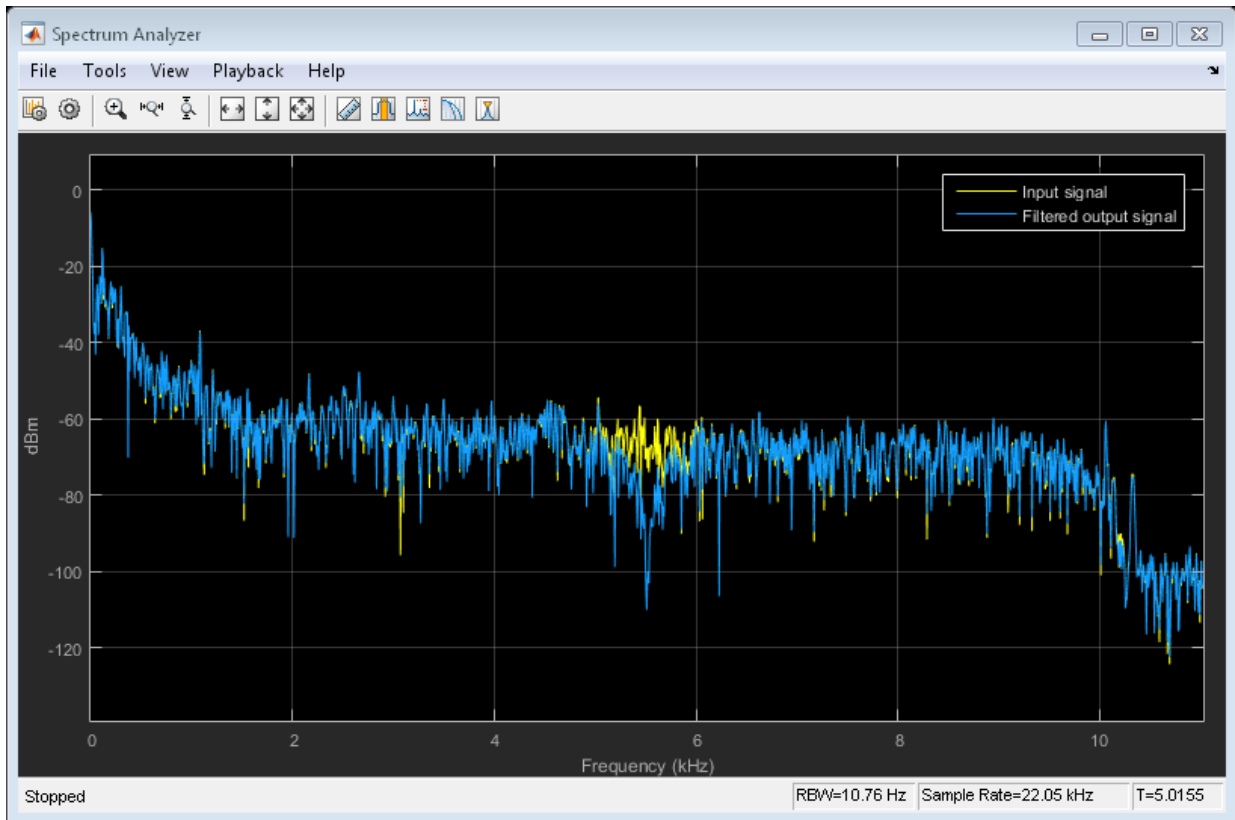 Spectrum Analyzer
File Tools View Playback Help
Input signal
Filtered output signal
0
-20
-40
-60
-80
-100
-120
dBm
0 2 4 6 8 10
Frequency (kHz)
Stopped RBW=10.76 Hz Sample Rate=22.05 kHz T=5.0155